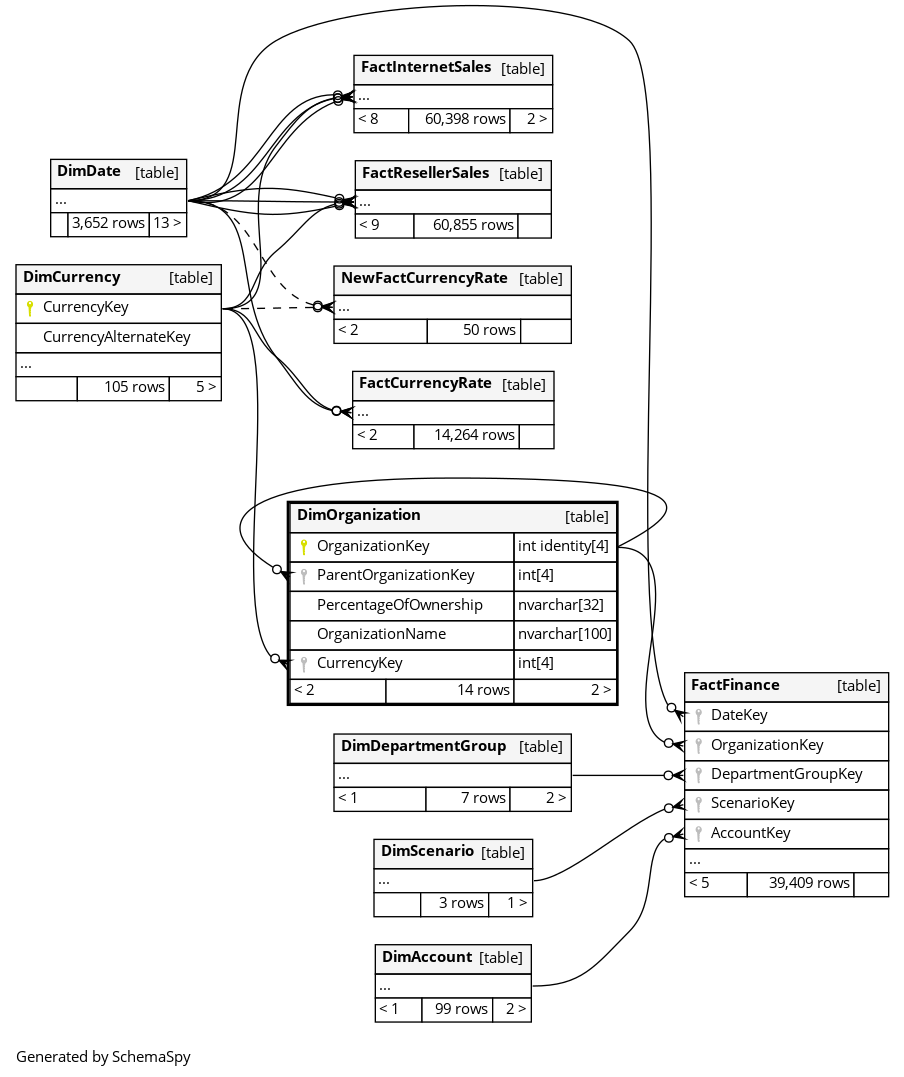 FactInternetSales [table]
...
< 8 60,398 rows 2 >
DimDate [table]
...
3,652 rows 13 >
FactResellerSales [table]
...
< 9 60,855 rows
DimCurrency [table]
CurrencyKey
CurrencyAlternateKey
...
105 rows 5 >
NewFactCurrencyRate [table]
...
< 2 50 rows
FactCurrencyRate [table]
...
< 2 14,264 rows
DimOrganization [table]
OrganizationKey int identity[4]
ParentOrganizationKey int[4]
PercentageOfOwnership nvarchar[32]
OrganizationName nvarchar[100]
CurrencyKey int[4]
< 2 14 rows 2 >
FactFinance [table]
DateKey
OrganizationKey
DepartmentGroupKey
ScenarioKey
AccountKey
...
< 5 39,409 rows
DimDepartmentGroup [table]
...
< 1 7 rows 2 >
DimScenario [table]
...
3 rows 1 >
DimAccount [table]
...
< 1 99 rows 2 >
Generated by SchemaSpy